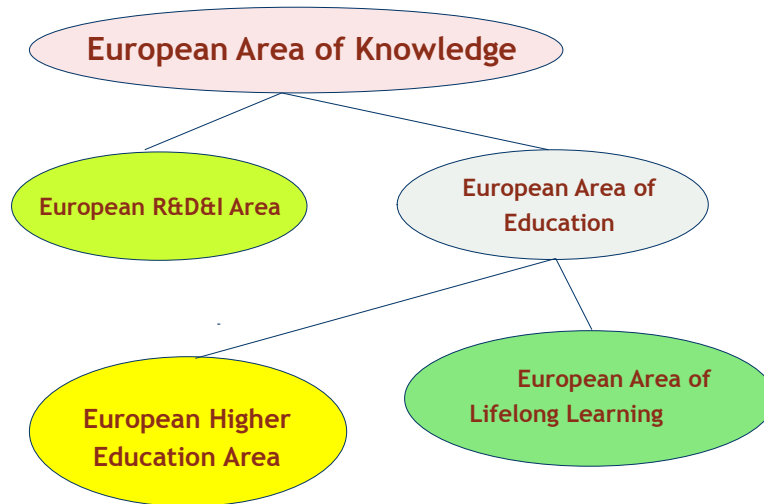 European Area of Knowledge
European R&D&I Area
European Area of
Education
European Higher
Education Area
European Area of
Lifelong Learning